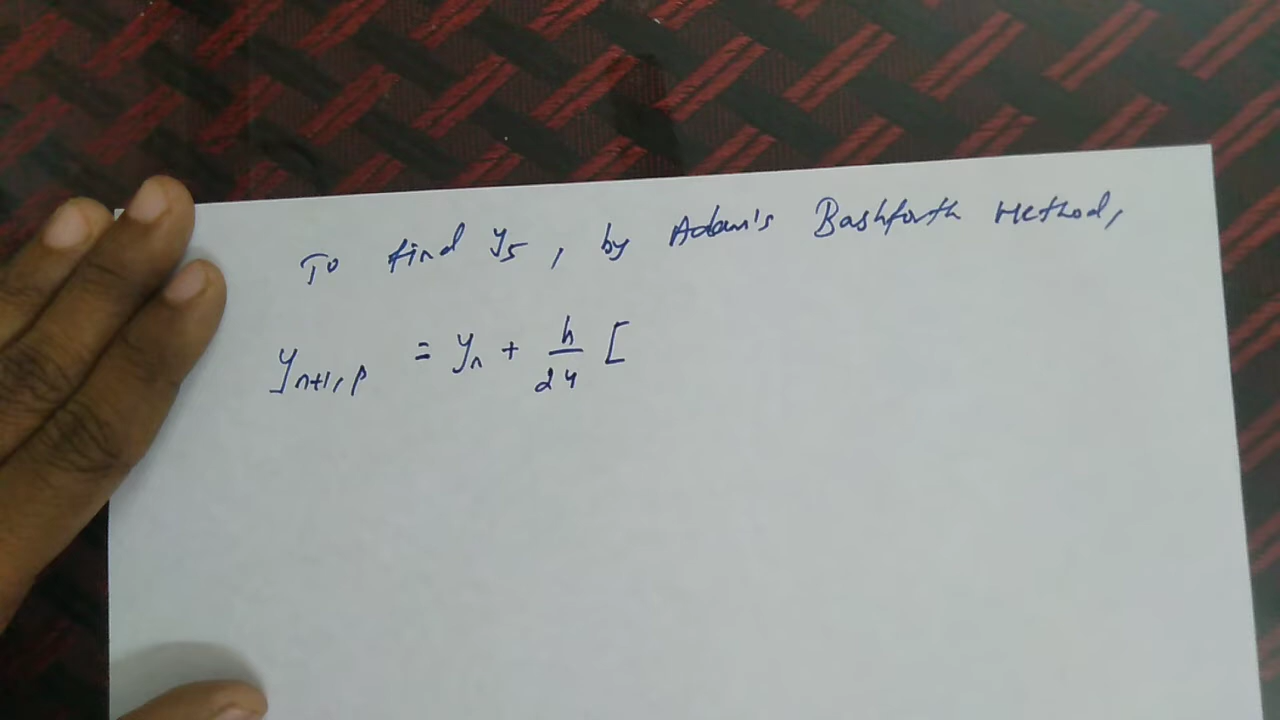 To find y₅, by Adam's Bashforth Method,
yₙ₊₁,ₚ = yₙ + h/24 [